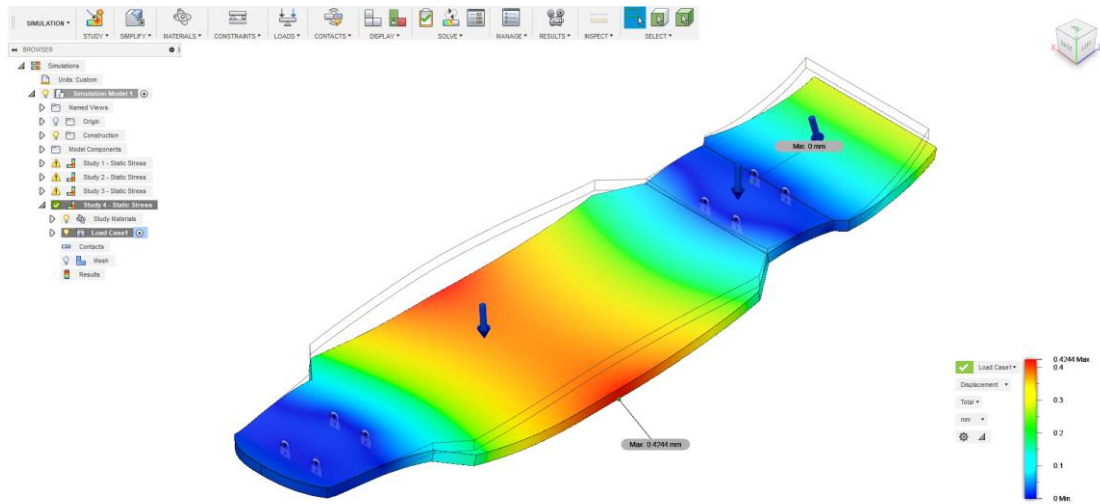 SIMULATION
STUDY
SIMPLIFY
MATERIALS
CONSTRAINTS
LOADS
CONTACTS
DISPLAY
SOLVE
MANAGE
RESULTS
INSPECT
SELECT
BROWSER
Simulations
Units: Custom
Simulation Model 1
Named Views
Origin
Construction
Model Components
Study 1 - Static Stress
Study 2 - Static Stress
Study 3 - Static Stress
Study 4 - Static Stress
Study Materials
Load Case1
Contacts
Mesh
Results
BACK LEFT
Min: 0 mm
Max: 0.4244 mm
Load Case1
Displacement
Total
mm
0.4244 Max.
0.4
0.3
0.2
0.1
0 Min.